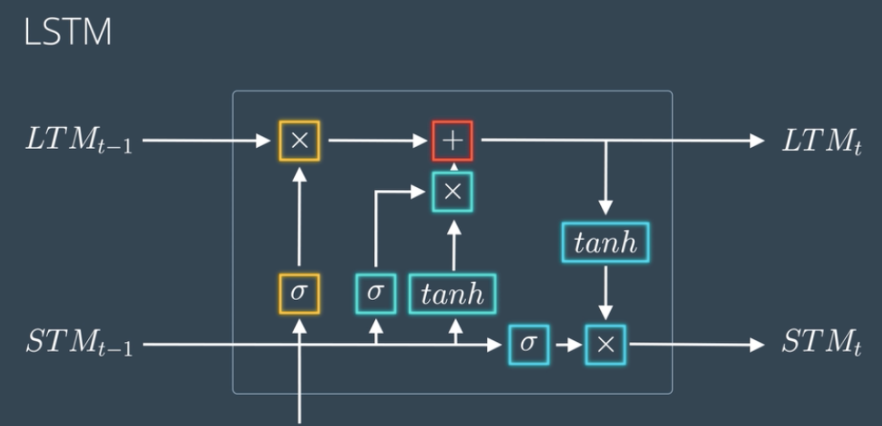 LSTM
LTM_{t-1} × + LTM_t
×
tanh
σ σ tanh
STM_{t-1} σ × STM_t